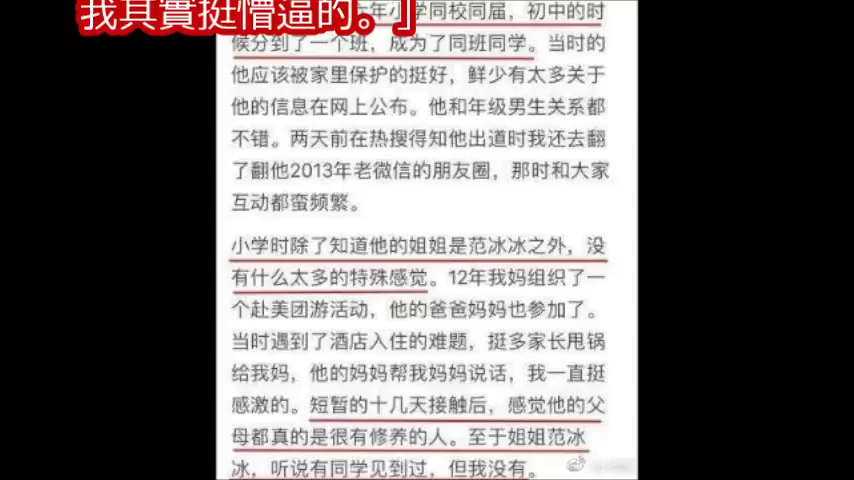 我其實挺懵逼的。」
年小学同校同届，初中的时
候分到了一个班，成为了同班同学。当时的
他应该被家里保护的挺好，鲜少有太多关于
他的信息在网上公布。他和年级男生关系都
不错。两天前在热搜得知他出道时我还去翻
了翻他2013年老微信的朋友圈，那时和大家
互动都蛮频繁。
小学时除了知道他的姐姐是范冰冰之外，没
有什么太多的特殊感觉。12年我妈组织了一
个赴美团游活动，他的爸爸妈妈也参加了。
当时遇到了酒店入住的难题，挺多家长甩锅
给我妈，他的妈妈帮我妈妈说话，我一直挺
感激的。短暂的十几天接触后，感觉他的父
母都真的是很有修养的人。至于姐姐范冰
冰，听说有同学见到过，但我没有。